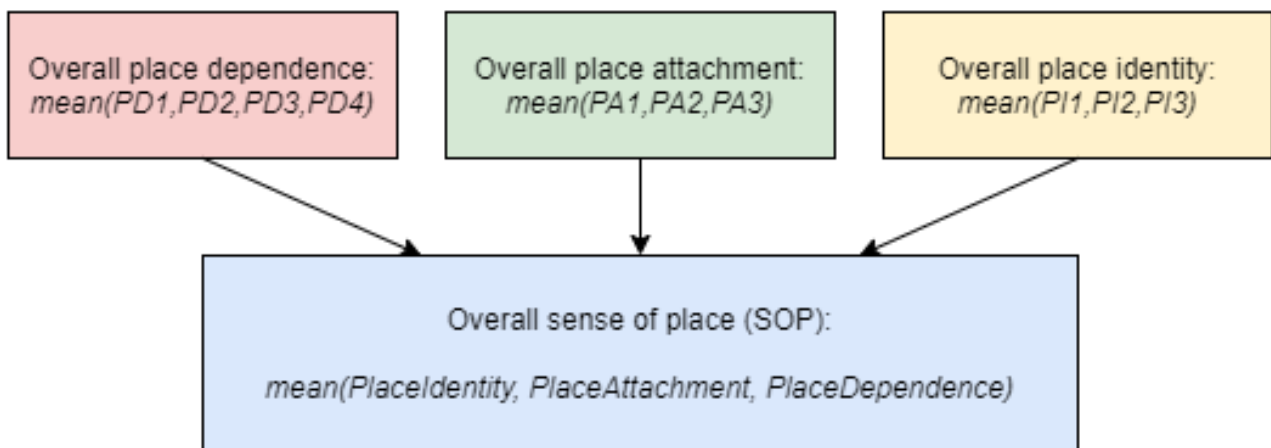 Overall place dependence:
mean(PD1,PD2,PD3,PD4)
Overall place attachment:
mean(PA1,PA2,PA3)
Overall place identity:
mean(PI1,PI2,PI3)
Overall sense of place (SOP):
mean(PlaceIdentity, PlaceAttachment, PlaceDependence)